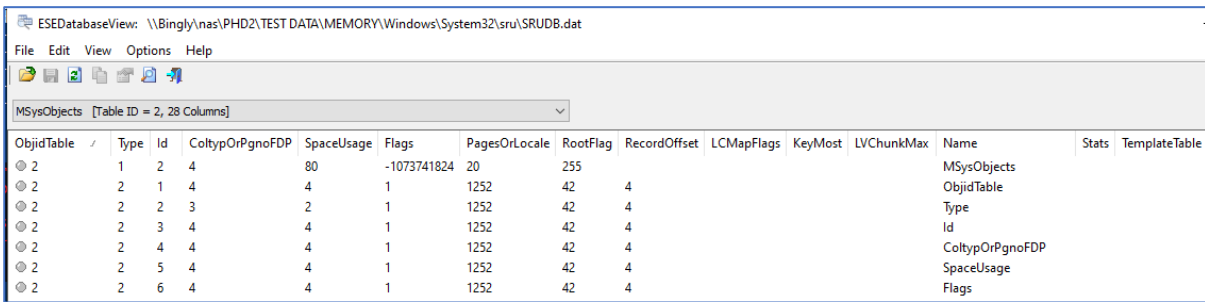 ESEDatabaseView: \\Bingly\nas\PHD2\TEST DATA\MEMORY\Windows\System32\sru\SRUDB.dat
File Edit View Options Help
MSysObjects [Table ID = 2, 28 Columns]
ObjidTable / Type Id ColtypOrPgnoFDP SpaceUsage Flags PagesOrLocale RootFlag RecordOffset LCMapFlags KeyMost LVChunkMax Name Stats TemplateTable
2 1 2 4 80 -1073741824 20 255 MSysObjects
2 2 1 4 4 1 1252 42 4 ObjidTable
2 2 2 3 2 1 1252 42 4 Type
2 2 3 4 4 1 1252 42 4 Id
2 2 4 4 4 1 1252 42 4 ColtypOrPgnoFDP
2 2 5 4 4 1 1252 42 4 SpaceUsage
2 2 6 4 4 1 1252 42 4 Flags